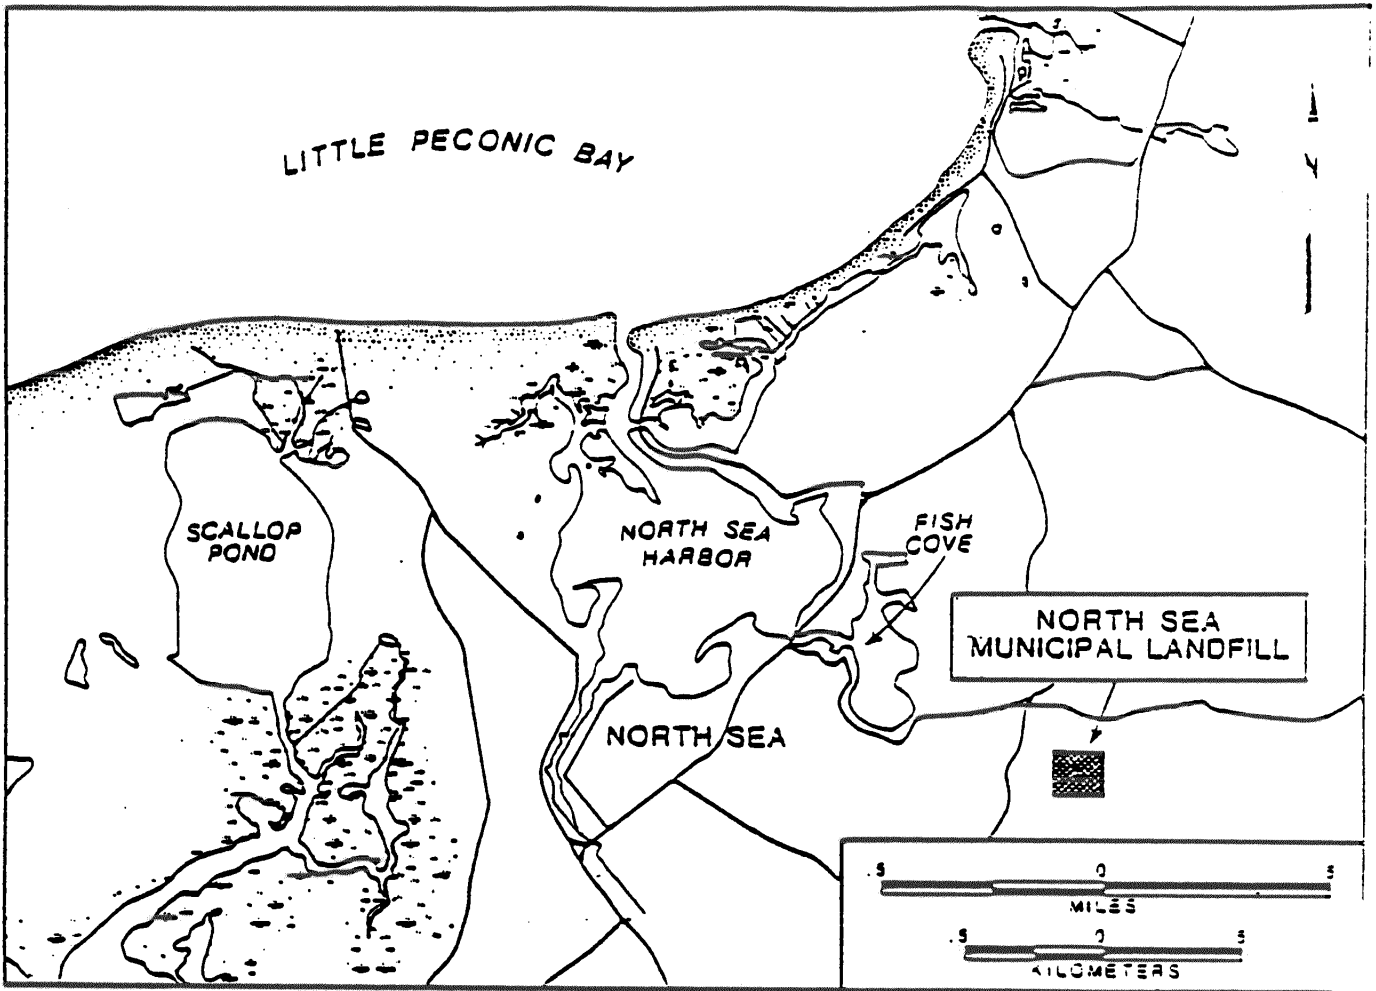 LITTLE PECONIC BAY
SCALLOP
POND
NORTH SEA
HARBOR
FISH
COVE
NORTH SEA
MUNICIPAL LANDFILL
NORTH SEA
.5 0 5
MILES
.5 0 5
KILOMETERS